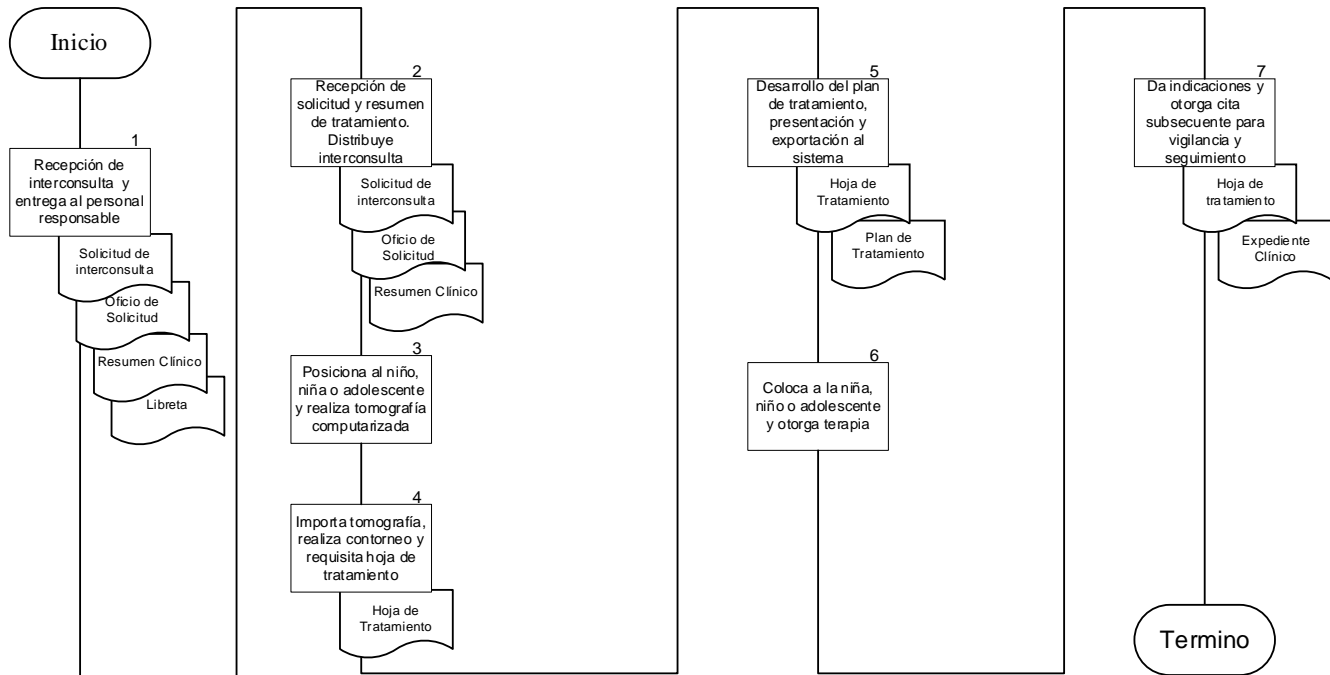 Inicio
1
Recepción de
interconsulta y
entrega al personal
responsable
Solicitud de
interconsulta
Oficio de
Solicitud
Resumen Clínico
Libreta
2
Recepción de
solicitud y resumen
de tratamiento.
Distribuye
interconsulta
Solicitud de
interconsulta
Oficio de
Solicitud
Resumen Clínico
3
Posiciona al niño,
niña o adolescente
y realiza tomografía
computarizada
4
Importa tomografía,
realiza contorneo y
requisita hoja de
tratamiento
Hoja de
Tratamiento
5
Desarrollo del plan
de tratamiento,
presentación y
exportación al
sistema
Hoja de
Tratamiento
Plan de
Tratamiento
6
Coloca a la niña,
niño o adolescente
y otorga terapia
7
Da indicaciones y
otorga cita
subsecuente para
vigilancia y
seguimiento
Hoja de
tratamiento
Expediente
Clínico
Termino